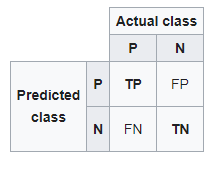 Actual class
P N
Predicted class P TP FP
N FN TN